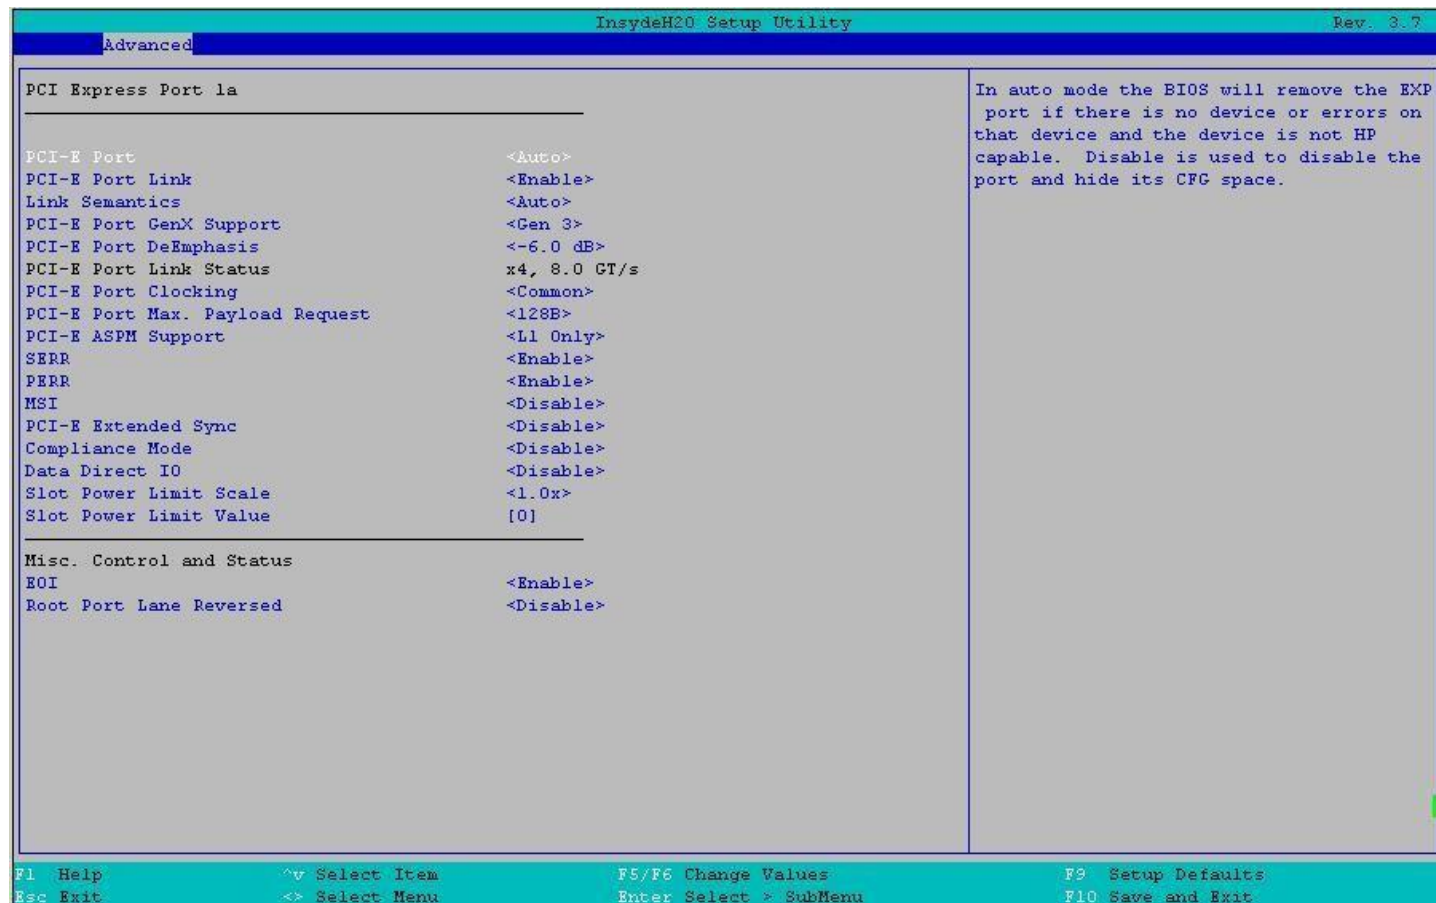 InsydeH20 Setup Utility Rev. 3.7
Advanced
PCI Express Port 1a
PCI-E Port <Auto>
PCI-E Port Link <Enable>
Link Semantics <Auto>
PCI-E Port GenX Support <Gen 3>
PCI-E Port DeEmphasis <-6.0 dB>
PCI-E Port Link Status x4, 8.0 GT/s
PCI-E Port Clocking <Common>
PCI-E Port Max. Payload Request <128B>
PCI-E ASPM Support <L1 Only>
SERR <Enable>
PERR <Enable>
MSI <Disable>
PCI-E Extended Sync <Disable>
Compliance Mode <Disable>
Data Direct IO <Disable>
Slot Power Limit Scale <1.0x>
Slot Power Limit Value [0]
Misc. Control and Status
EOI <Enable>
Root Port Lane Reversed <Disable>
In auto mode the BIOS will remove the EXP
port if there is no device or errors on
that device and the device is not HP
capable. Disable is used to disable the
port and hide its CFG space.
F1 Help ^v Select Item F5/F6 Change Values F9 Setup Defaults
Esc Exit <> Select Menu Enter Select > SubMenu F10 Save and Exit